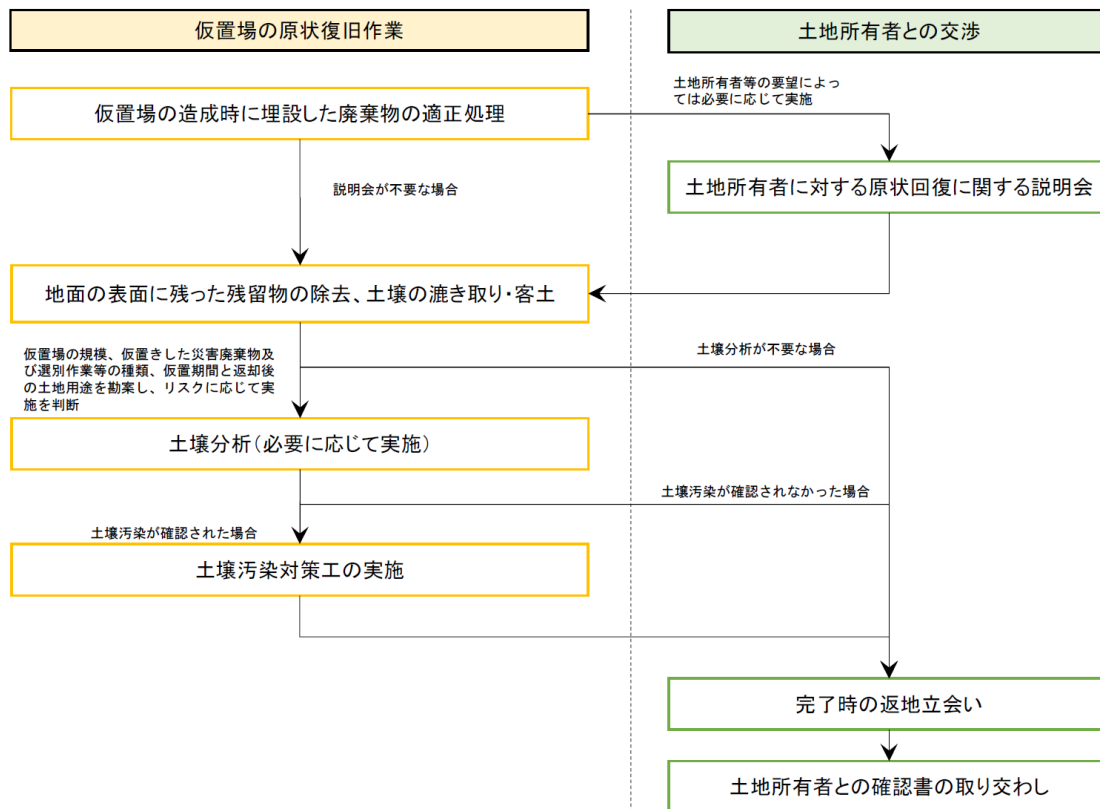 仮置場の原状復旧作業
土地所有者との交渉
土地所有者等の要望によっ
ては必要に応じて実施
仮置場の造成時に埋設した廃棄物の適正処理
説明会が不要な場合
土地所有者に対する原状回復に関する説明会
地面の表面に残った残留物の除去、土壌の漉き取り・客土
土壌分析が不要な場合
仮置場の規模、仮置きした災害廃棄物及
び選別作業等の種類、仮置期間と返却後
の土地用途を勘案し、リスクに応じて実
施を判断
土壌分析(必要に応じて実施)
土壌汚染が確認されなかった場合
土壌汚染が確認された場合
土壌汚染対策工の実施
完了時の返地立会い
土地所有者との確認書の取り交わし